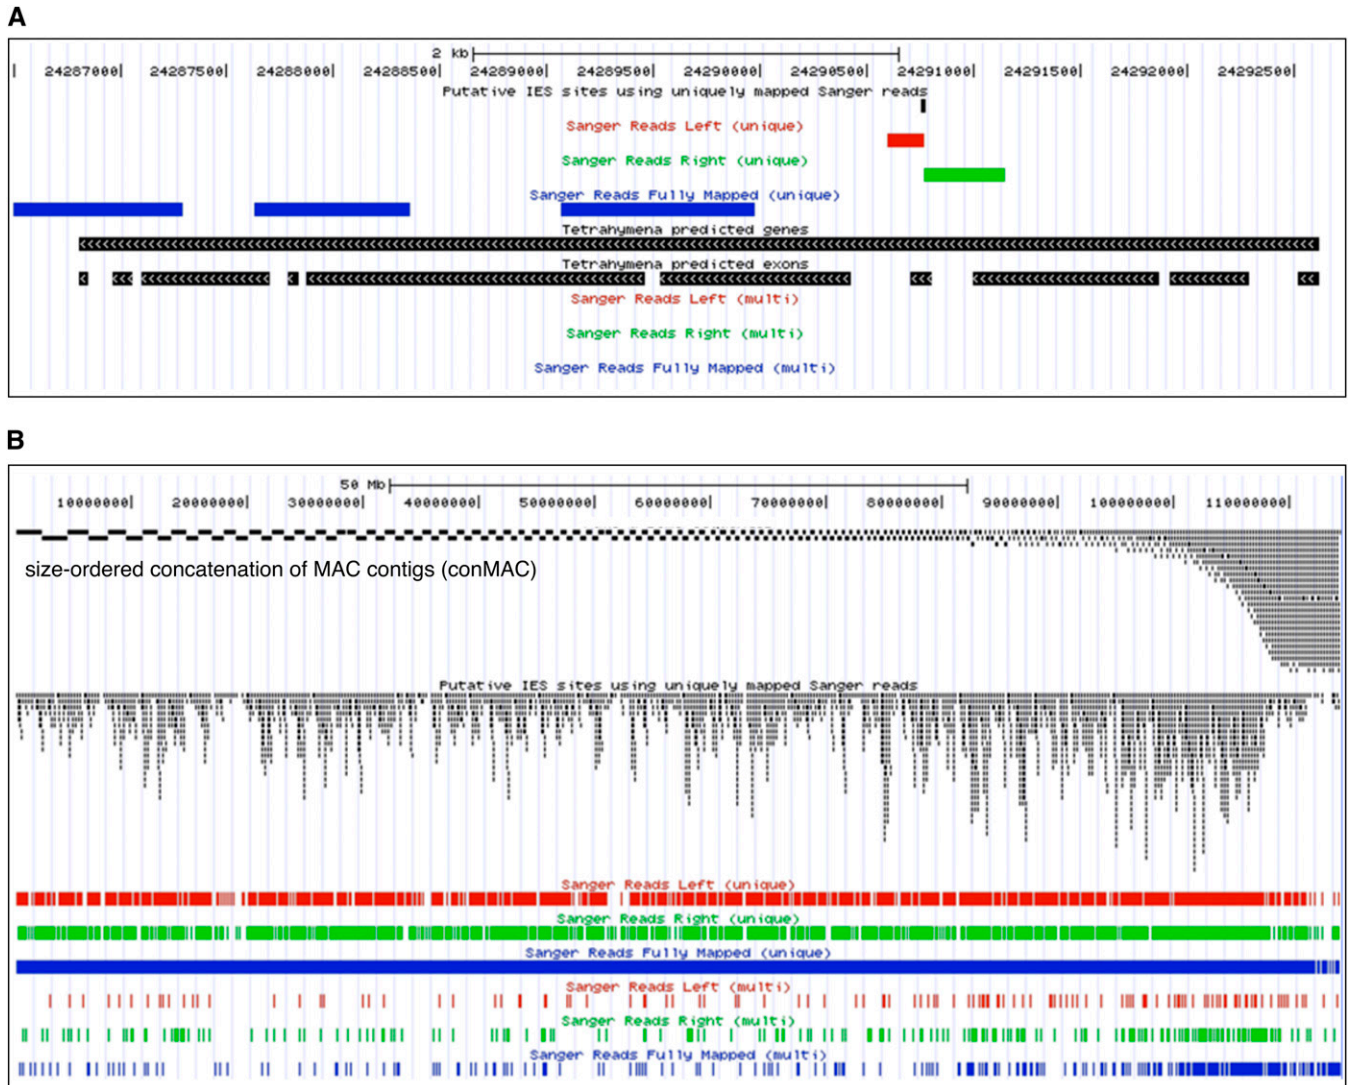 A
2 kb
24287000 24287500 24288000 24288500 24289000 24289500 24290000 24290500 24291000 24291500 24292000 24292500
Putative IES sites using uniquely mapped Sanger reads
Sanger Reads Left (unique)
Sanger Reads Right (unique)
Sanger Reads Fully Mapped (unique)
Tetrahymena predicted genes
Tetrahymena predicted exons
Sanger Reads Left (multi)
Sanger Reads Right (multi)
Sanger Reads Fully Mapped (multi)
B
50 Mb
10000000 20000000 30000000 40000000 50000000 60000000 70000000 80000000 90000000 100000000 110000000
size-ordered concatenation of MAC contigs (conMAC)
Putative IES sites using uniquely mapped Sanger reads
Sanger Reads Left (unique)
Sanger Reads Right (unique)
Sanger Reads Fully Mapped (unique)
Sanger Reads Left (multi)
Sanger Reads Right (multi)
Sanger Reads Fully Mapped (multi)